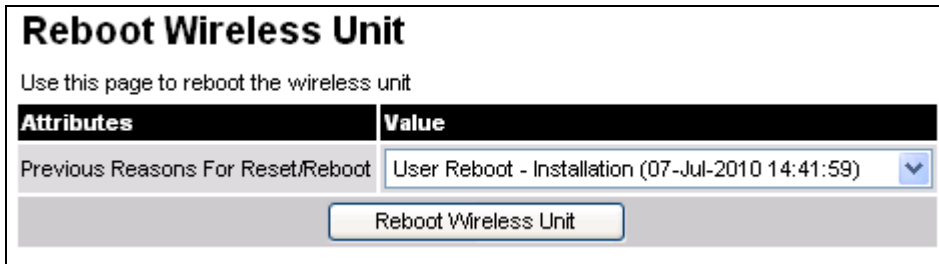 Reboot Wireless Unit
Use this page to reboot the wireless unit
Attributes Value
Previous Reasons For Reset/Reboot User Reboot - Installation (07-Jul-2010 14:41:59)
Reboot Wireless Unit